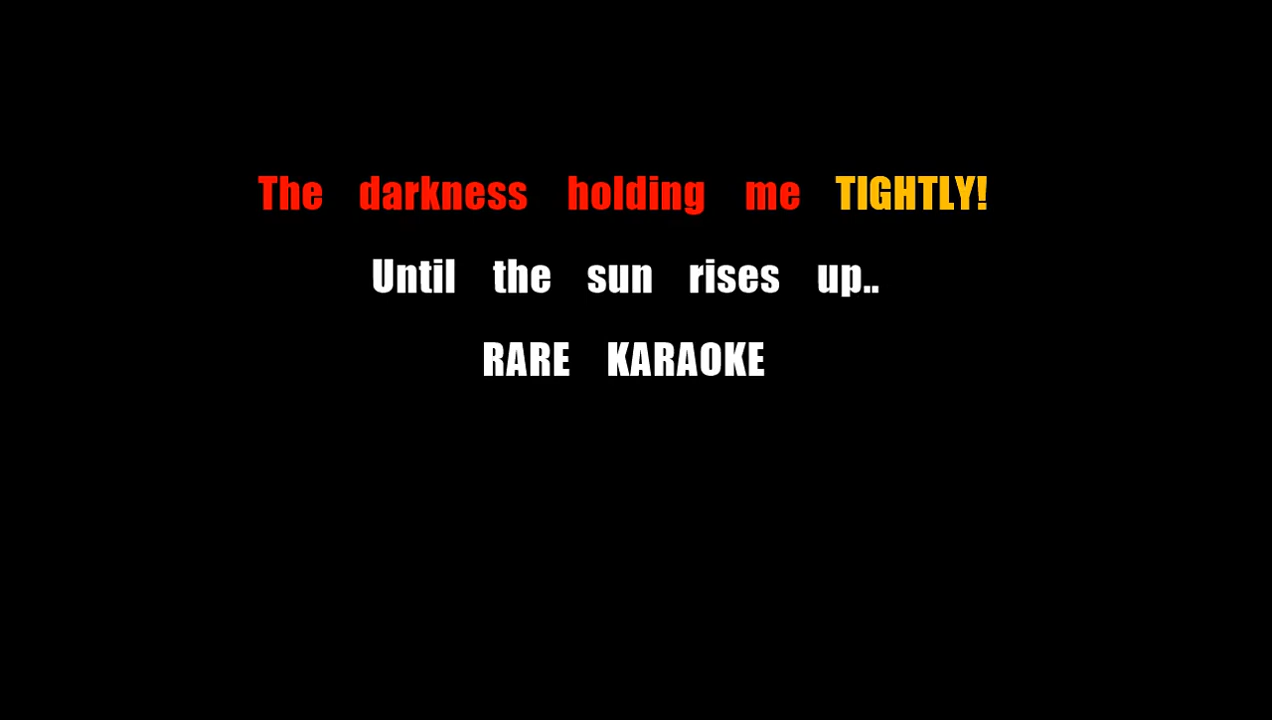 The darkness holding me TIGHTLY!
Until the sun rises up..
RARE KARAOKE